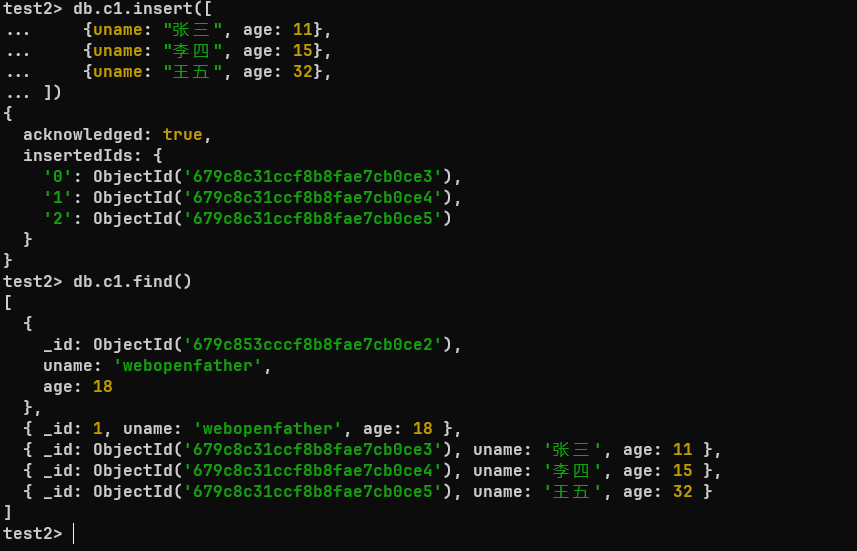 test2> db.c1.insert([
...     {uname: "张三", age: 11},
...     {uname: "李四", age: 15},
...     {uname: "王五", age: 32},
... ])
{
  acknowledged: true,
  insertedIds: {
    '0': ObjectId('679c8c31ccf8b8fae7cb0ce3'),
    '1': ObjectId('679c8c31ccf8b8fae7cb0ce4'),
    '2': ObjectId('679c8c31ccf8b8fae7cb0ce5')
  }
}
test2> db.c1.find()
[
  {
    _id: ObjectId('679c853cccf8b8fae7cb0ce2'),
    uname: 'webopenfather',
    age: 18
  },
  { _id: 1, uname: 'webopenfather', age: 18 },
  { _id: ObjectId('679c8c31ccf8b8fae7cb0ce3'), uname: '张三', age: 11 },
  { _id: ObjectId('679c8c31ccf8b8fae7cb0ce4'), uname: '李四', age: 15 },
  { _id: ObjectId('679c8c31ccf8b8fae7cb0ce5'), uname: '王五', age: 32 }
]
test2>